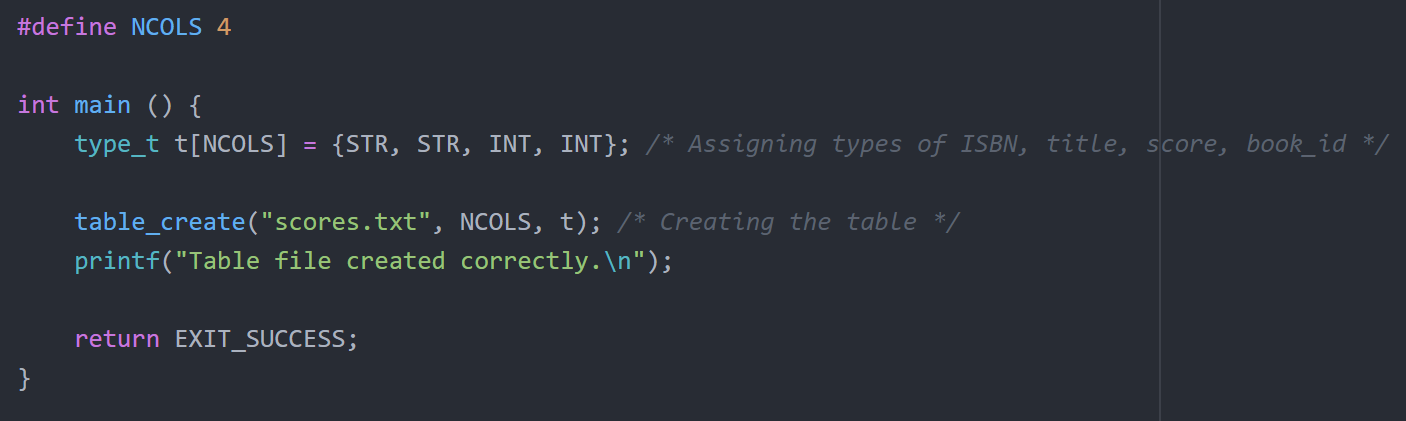 #define NCOLS 4
int main () {
type_t t[NCOLS] = {STR, STR, INT, INT}; /* Assigning types of ISBN, title, score, book_id */
table_create("scores.txt", NCOLS, t); /* Creating the table */
printf("Table file created correctly.\n");
return EXIT_SUCCESS;
}